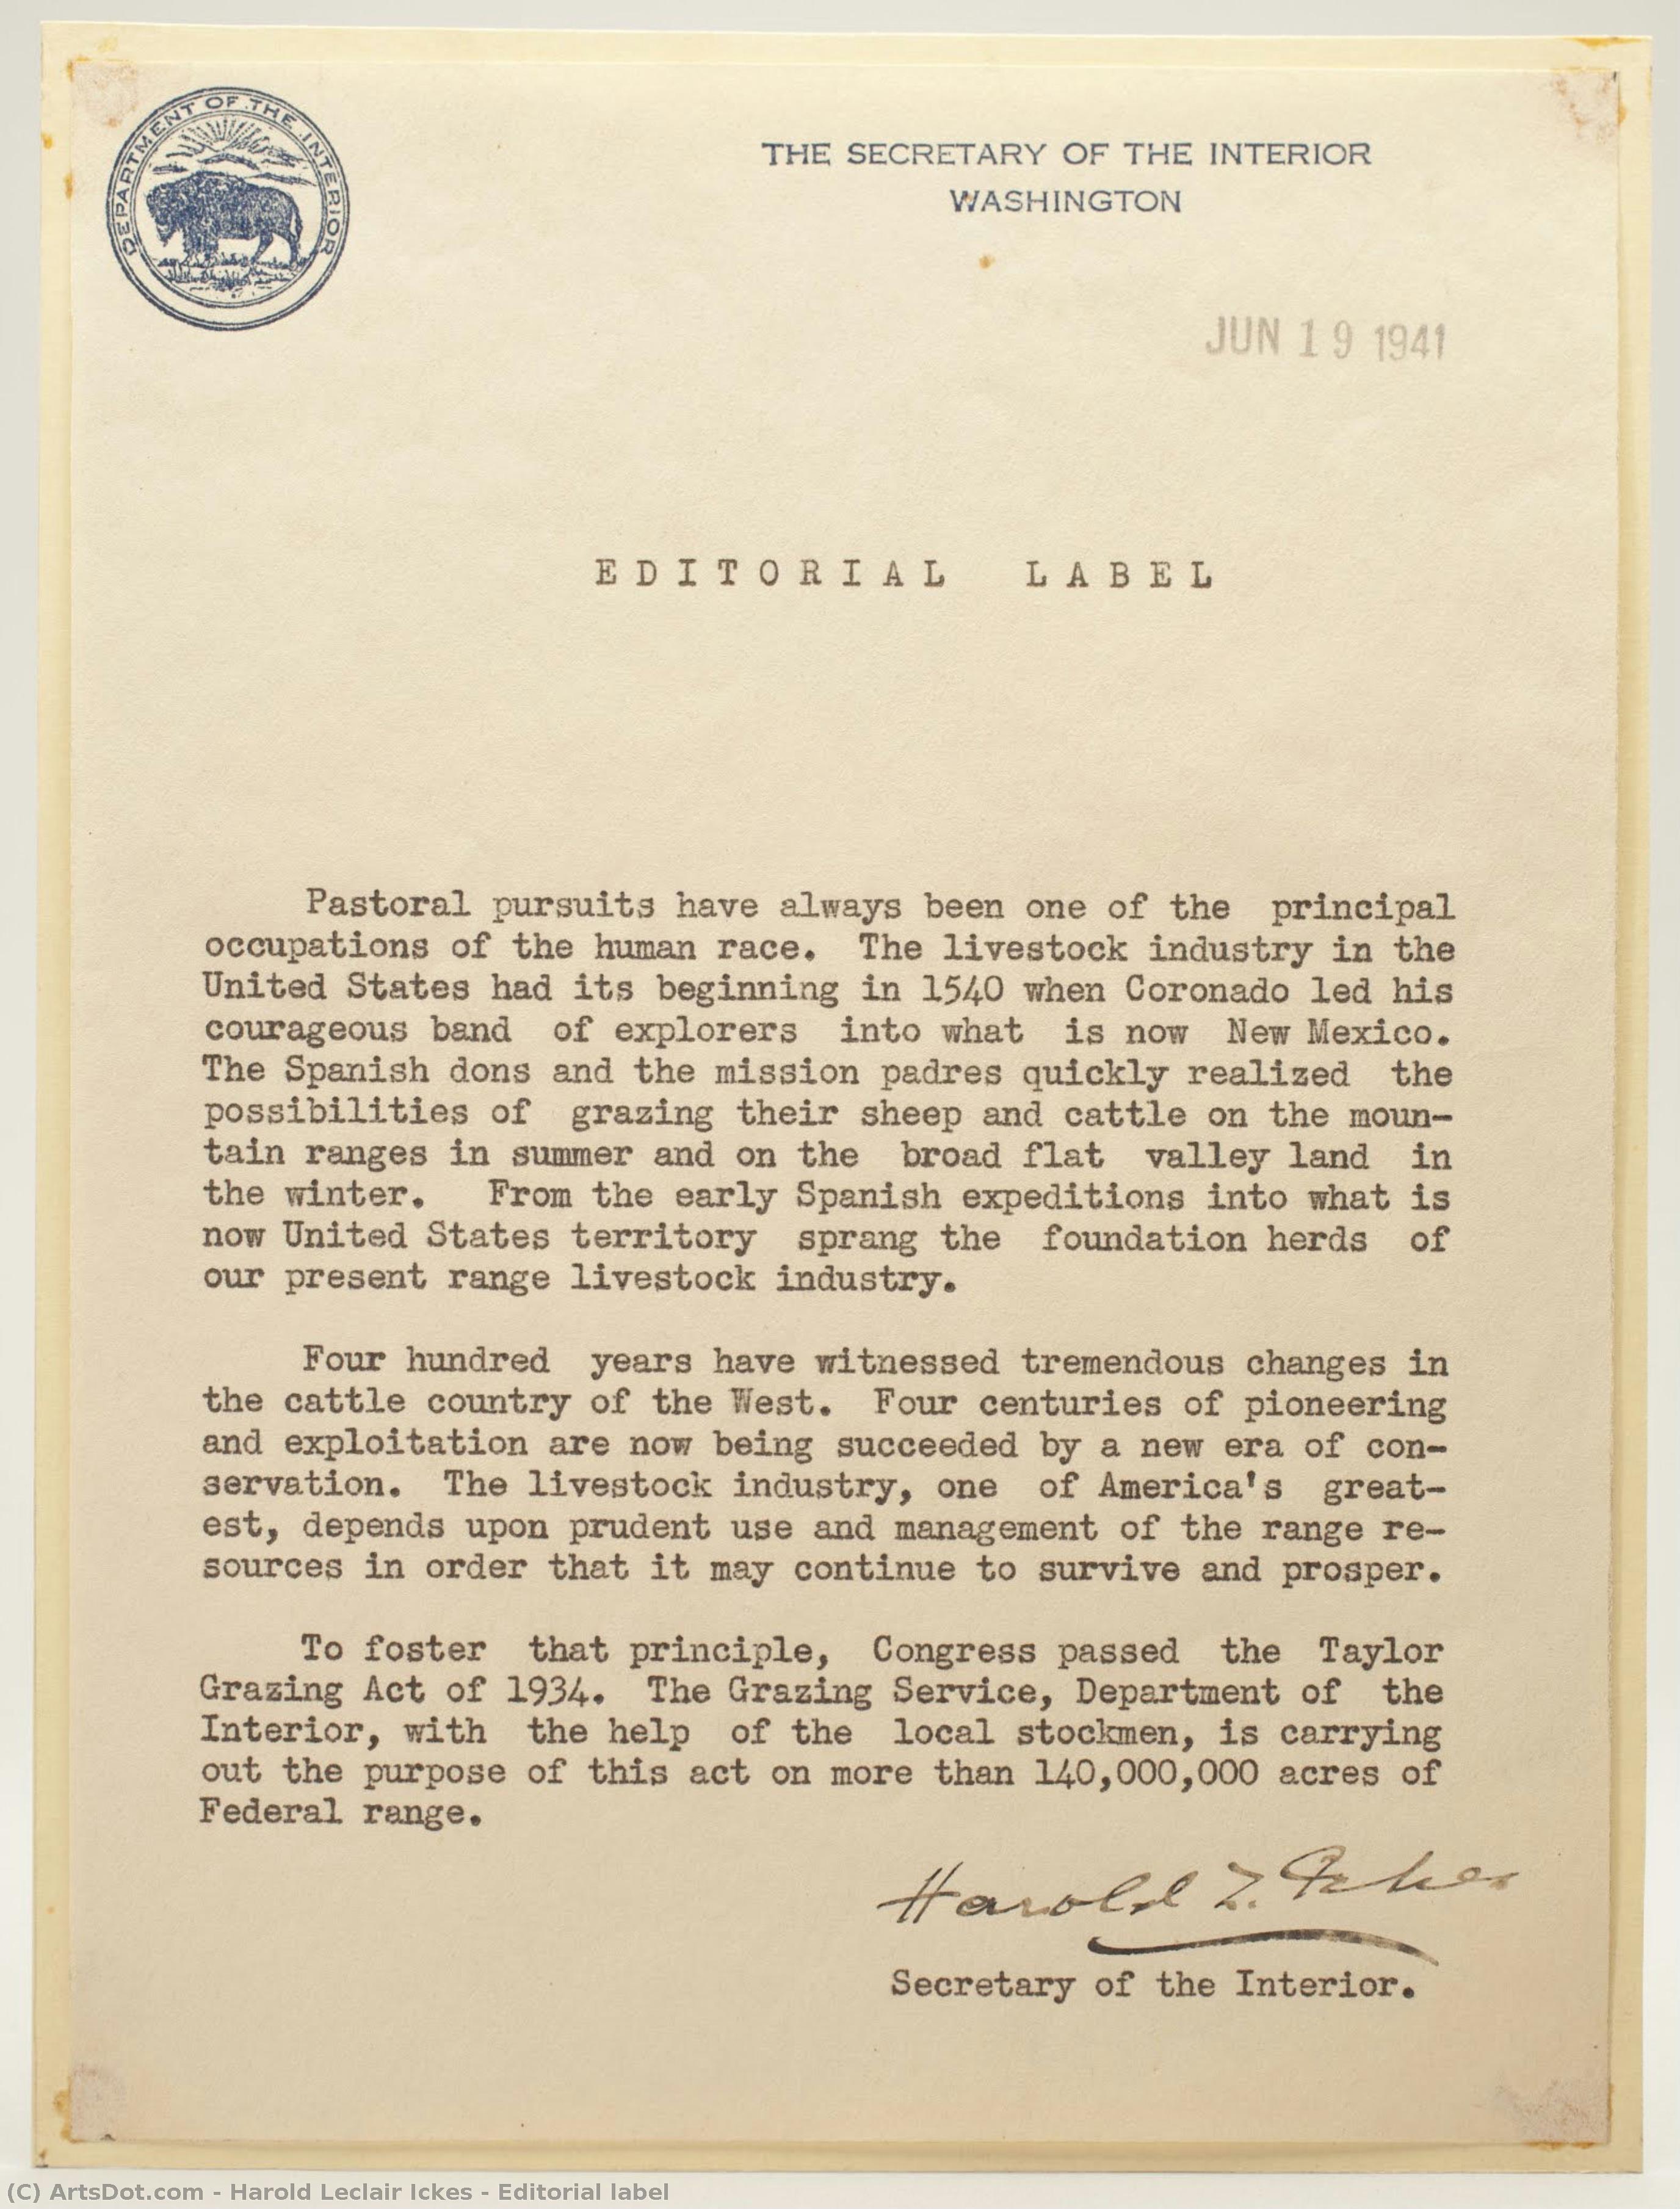 DEPARTMENT OF THE INTERIOR
THE SECRETARY OF THE INTERIOR
WASHINGTON
JUN 19 1941
EDITORIAL LABEL
Pastoral pursuits have always been one of the principal
occupations of the human race. The livestock industry in the
United States had its beginning in 1540 when Coronado led his
courageous band of explorers into what is now New Mexico.
The Spanish dons and the mission padres quickly realized the
possibilities of grazing their sheep and cattle on the moun-
tain ranges in summer and on the broad flat valley land in
the winter. From the early Spanish expeditions into what is
now United States territory sprang the foundation herds of
our present range livestock industry.
Four hundred years have witnessed tremendous changes in
the cattle country of the West. Four centuries of pioneering
and exploitation are now being succeeded by a new era of con-
servation. The livestock industry, one of America's great-
est, depends upon prudent use and management of the range re-
sources in order that it may continue to survive and prosper.
To foster that principle, Congress passed the Taylor
Grazing Act of 1934. The Grazing Service, Department of the
Interior, with the help of the local stockmen, is carrying
out the purpose of this act on more than 140,000,000 acres of
Federal range.
Harold L. Ickes
Secretary of the Interior.
(C) ArtsDot.com - Harold Leclair Ickes - Editorial label